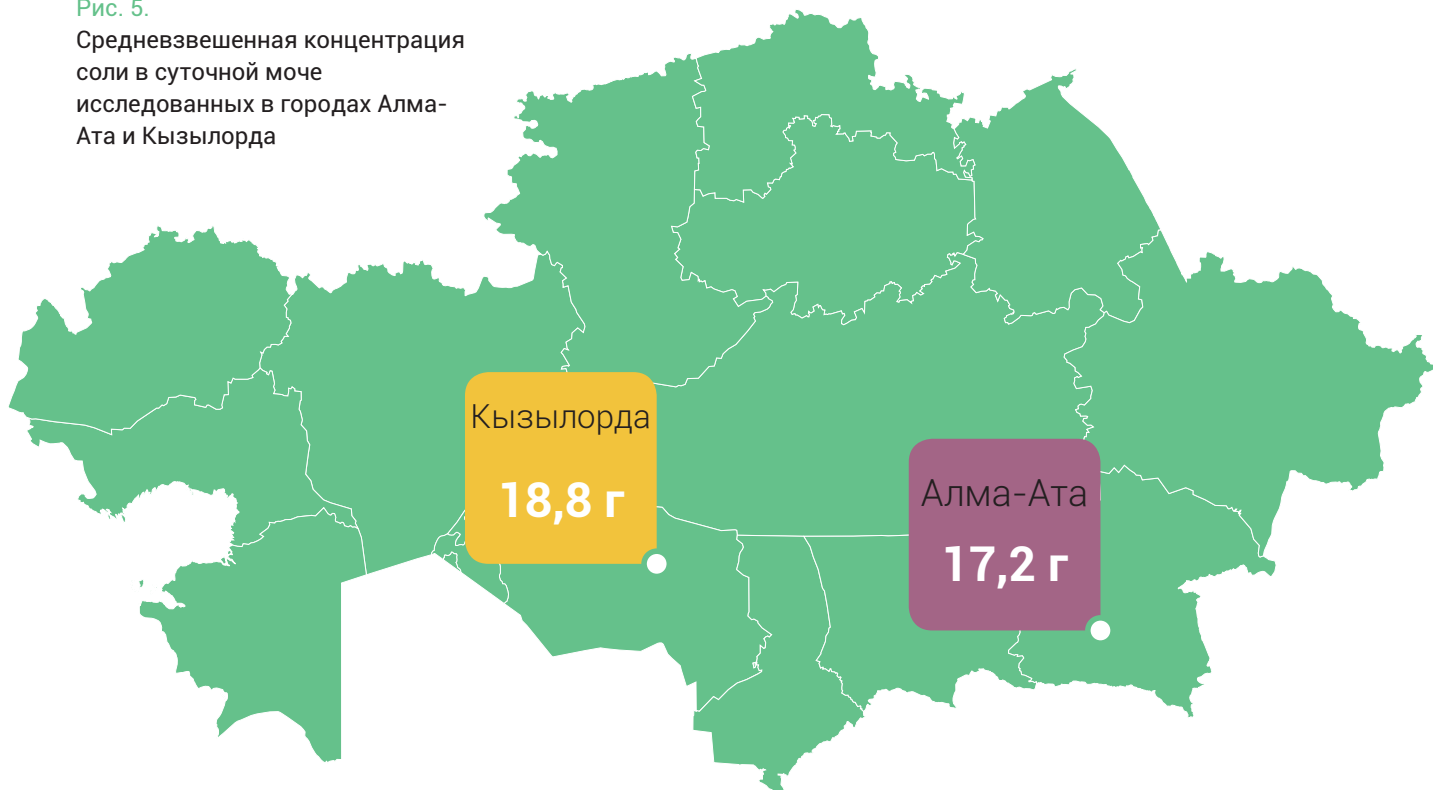 Рис. 5.
Средневзвешенная концентрация
соли в суточной моче
исследованных в городах Алма-
Ата и Кызылорда
Кызылорда
18,8 г
Алма-Ата
17,2 г